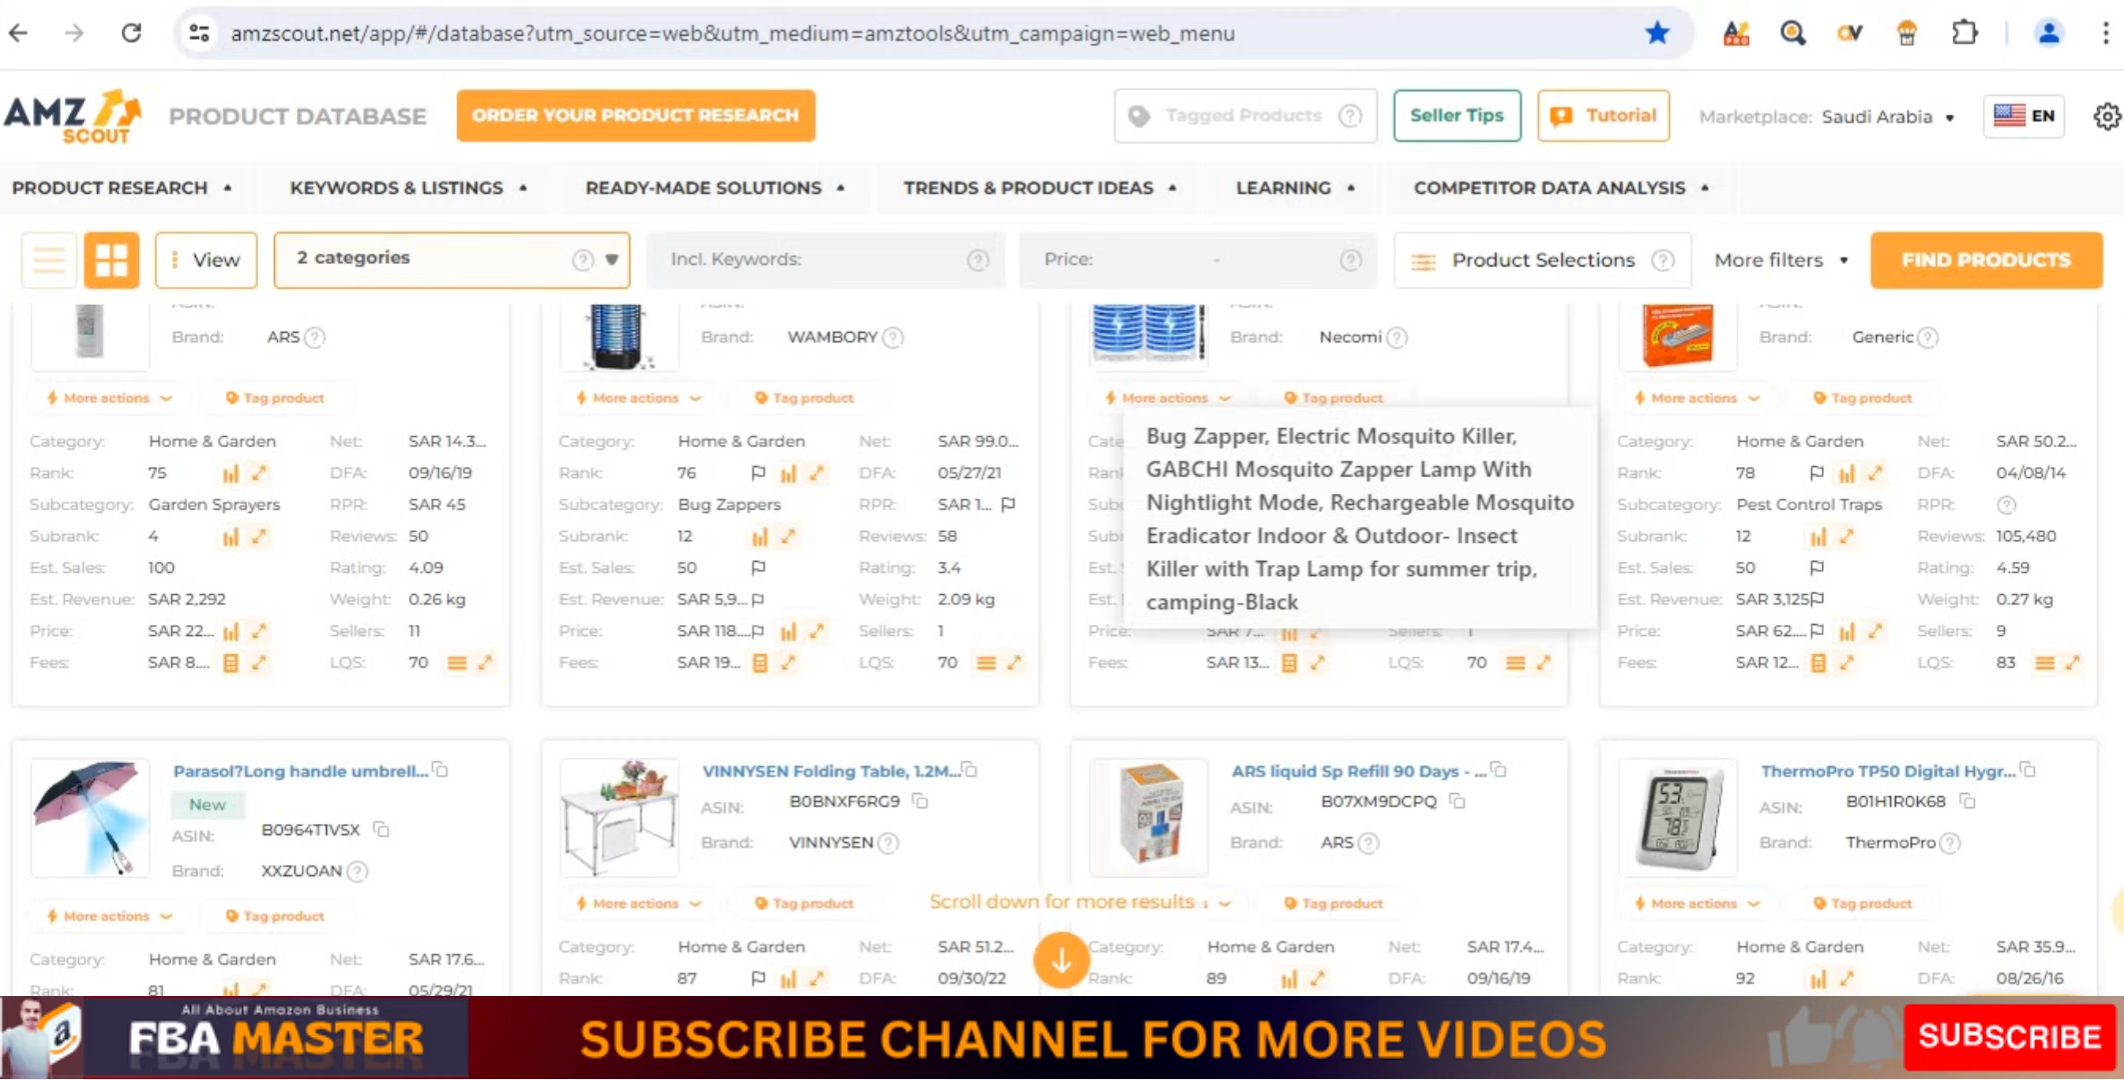 amzscout.net/app/#/database?utm_source=web&utm_medium=amztools&utm_campaign=web_menu
AMZ SCOUT
PRODUCT DATABASE
ORDER YOUR PRODUCT RESEARCH
Tagged Products
Seller Tips
Tutorial
Marketplace: Saudi Arabia
EN
PRODUCT RESEARCH
KEYWORDS & LISTINGS
READY-MADE SOLUTIONS
TRENDS & PRODUCT IDEAS
LEARNING
COMPETITOR DATA ANALYSIS
View
2 categories
Incl. Keywords:
Price: -
Product Selections
More filters
FIND PRODUCTS
Brand: ARS
More actions
Tag product
Category: Home & Garden Net: SAR 14.3...
Rank: 75 DFA: 09/16/19
Subcategory: Garden Sprayers RPR: SAR 45
Subrank: 4 Reviews: 50
Est. Sales: 100 Rating: 4.09
Est. Revenue: SAR 2,292 Weight: 0.26 kg
Price: SAR 22... Sellers: 11
Fees: SAR 8.... LQS: 70
Brand: WAMBORY
More actions
Tag product
Category: Home & Garden Net: SAR 99.0...
Rank: 76 DFA: 05/27/21
Subcategory: Bug Zappers RPR: SAR 1...
Subrank: 12 Reviews: 58
Est. Sales: 50 Rating: 3.4
Est. Revenue: SAR 5,9... Weight: 2.09 kg
Price: SAR 118.... Sellers: 1
Fees: SAR 19... LQS: 70
Brand: Necomi
More actions
Tag product
Bug Zapper, Electric Mosquito Killer,
GABCHI Mosquito Zapper Lamp With
Nightlight Mode, Rechargeable Mosquito
Eradicator Indoor & Outdoor- Insect
Killer with Trap Lamp for summer trip,
camping-Black
Price: SAR 7... Sellers: 1
Fees: SAR 13... LQS: 70
Brand: Generic
More actions
Tag product
Category: Home & Garden Net: SAR 50.2...
Rank: 78 DFA: 04/08/14
Subcategory: Pest Control Traps RPR:
Subrank: 12 Reviews: 105,480
Est. Sales: 50 Rating: 4.59
Est. Revenue: SAR 3,125 Weight: 0.27 kg
Price: SAR 62.... Sellers: 9
Fees: SAR 12... LQS: 83
Parasol?Long handle umbrell...
New
ASIN: B0964T1VSX
Brand: XXZUOAN
More actions
Tag product
Category: Home & Garden Net: SAR 17.6...
Rank: 81 DFA: 05/29/21
VINNYSEN Folding Table, 1.2M...
ASIN: B0BNXF6RG9
Brand: VINNYSEN
More actions
Tag product
Scroll down for more results
Category: Home & Garden Net: SAR 51.2...
Rank: 87 DFA: 09/30/22
ARS liquid Sp Refill 90 Days - ...
ASIN: B07XM9DCPQ
Brand: ARS
Tag product
Category: Home & Garden Net: SAR 17.4...
Rank: 89 DFA: 09/16/19
ThermoPro TP50 Digital Hygr...
ASIN: B01H1R0K68
Brand: ThermoPro
More actions
Tag product
Category: Home & Garden Net: SAR 35.9...
Rank: 92 DFA: 08/26/16
All About Amazon Business
FBA MASTER
SUBSCRIBE CHANNEL FOR MORE VIDEOS
SUBSCRIBE